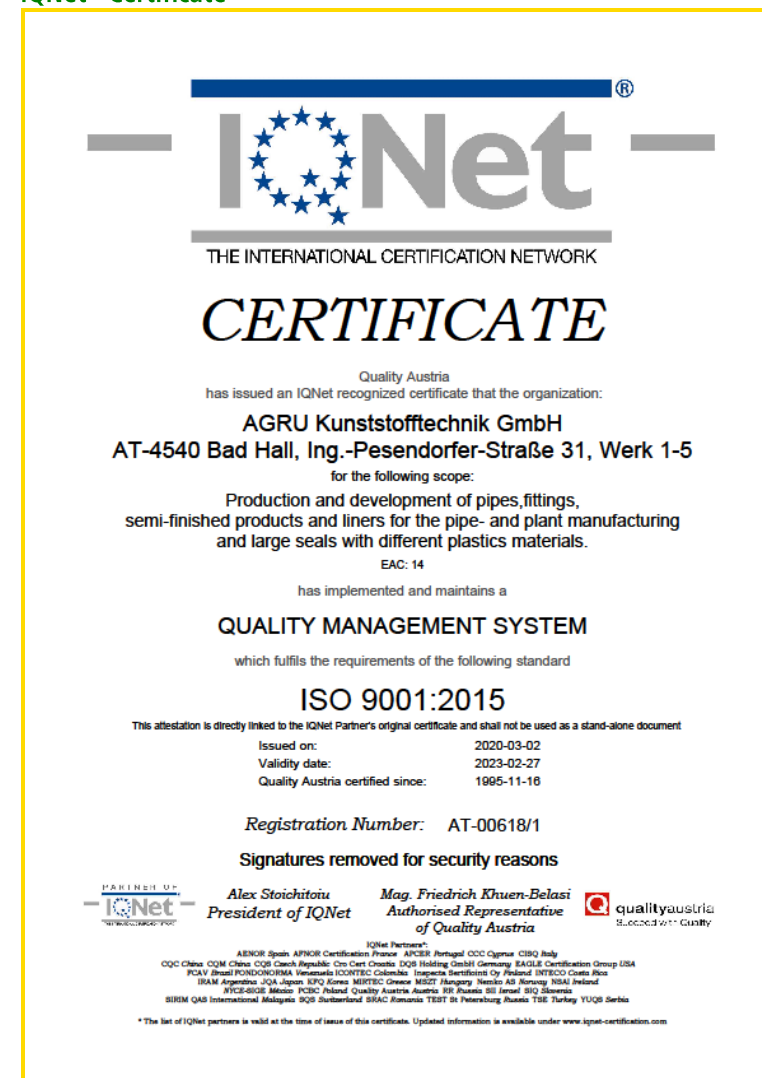 IQNet - Certificate
IQNet®
THE INTERNATIONAL CERTIFICATION NETWORK
CERTIFICATE
Quality Austria
has issued an IQNet recognized certificate that the organization:
AGRU Kunststofftechnik GmbH
AT-4540 Bad Hall, Ing.-Pesendorfer-Straße 31, Werk 1-5
for the following scope:
Production and development of pipes,fittings,
semi-finished products and liners for the pipe- and plant manufacturing
and large seals with different plastics materials.
EAC: 14
has implemented and maintains a
QUALITY MANAGEMENT SYSTEM
which fulfils the requirements of the following standard
ISO 9001:2015
This attestation is directly linked to the IQNet Partner's original certificate and shall not be used as a stand-alone document
Issued on: 2020-03-02
Validity date: 2023-02-27
Quality Austria certified since: 1995-11-16
Registration Number: AT-00618/1
Signatures removed for security reasons
PARTNER OF
IQNet
Alex Stoichitoiu
President of IQNet
Mag. Friedrich Khuen-Belasi
Authorised Representative
of Quality Austria
qualityaustria
Succeed with Quality
IQNet Partners*:
AENOR Spain AFNOR Certification France APCER Portugal CCC Cyprus CISQ Italy
CQC China CQM China CQS Czech Republic Cro Cert Croatia DQS Holding GmbH Germany EAGLE Certification Group USA
FCAV Brazil FONDONORMA Venezuela ICONTEC Colombia Inspecta Sertifiointi Oy Finland INTECO Costa Rica
IRAM Argentina JQA Japan KFQ Korea MIRTEC Greece MSZT Hungary Nemko AS Norway NSAI Ireland
NYCE-SIGE México PCBC Poland Quality Austria Austria RR Russia SII Israel SIQ Slovenia
SIRIM QAS International Malaysia SQS Switzerland SRAC Romania TEST St Petersburg Russia TSE Turkey YUQS Serbia
* The list of IQNet partners is valid at the time of issue of this certificate. Updated information is available under www.iqnet-certification.com